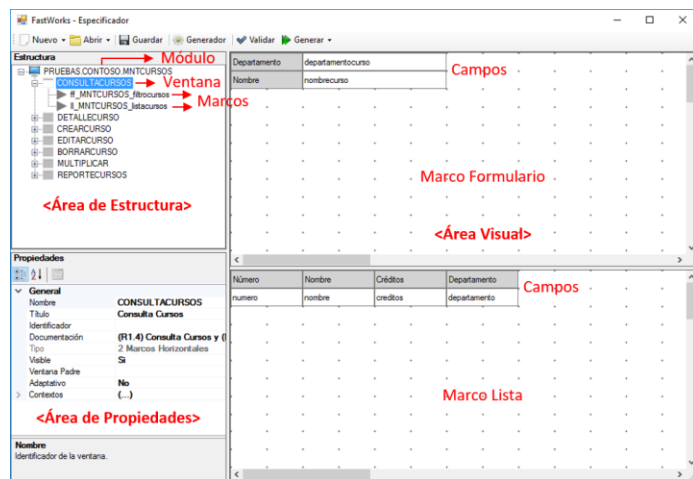 FastWorks - Especificador
Nuevo Abrir Guardar Generador Validar Generar
Estructura
Módulo
PRUEBAS.CONTOSO.MNTCURSOS
CONSULTACURSOS
Ventana
ff_MNTCURSOS_filtrocursos
ll_MNTCURSOS_listacursos
Marcos
DETALLECURSO
CREARCURSO
EDITARCURSO
BORRARCURSO
MULTIPLICAR
REPORTECURSOS
<Área de Estructura>
Departamento departamentocurso
Nombre nombrecurso
Campos
Marco Formulario
<Área Visual>
Propiedades
General
Nombre CONSULTACURSOS
Título Consulta Cursos
Identificador
Documentación (R1.4) Consulta Cursos y (
Tipo 2 Marcos Horizontales
Visible Si
Ventana Padre
Adaptativo No
Contextos (...)
<Área de Propiedades>
Nombre
Identificador de la ventana.
Número Nombre Créditos Departamento
numero nombre creditos departamento
Campos
Marco Lista